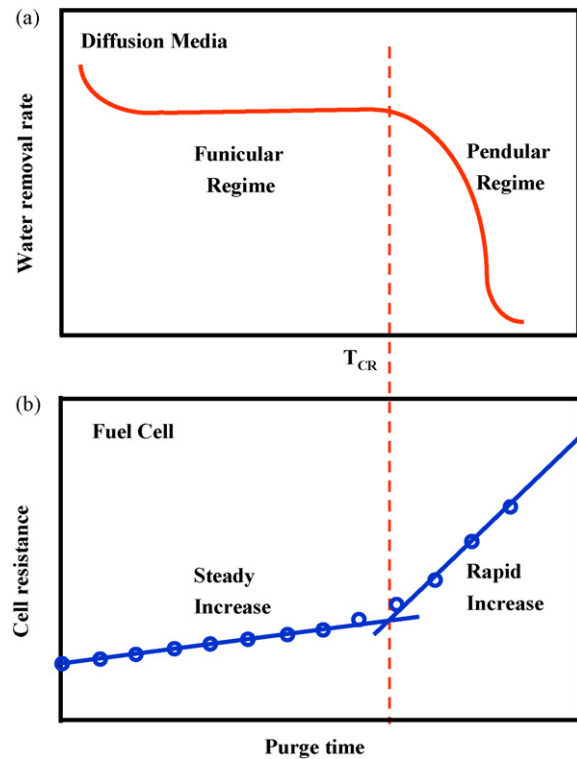 (a)
Diffusion Media
Water removal rate
Funicular
Regime
Pendular
Regime
T_CR
(b)
Fuel Cell
Cell resistance
Steady
Increase
Rapid
Increase
Purge time